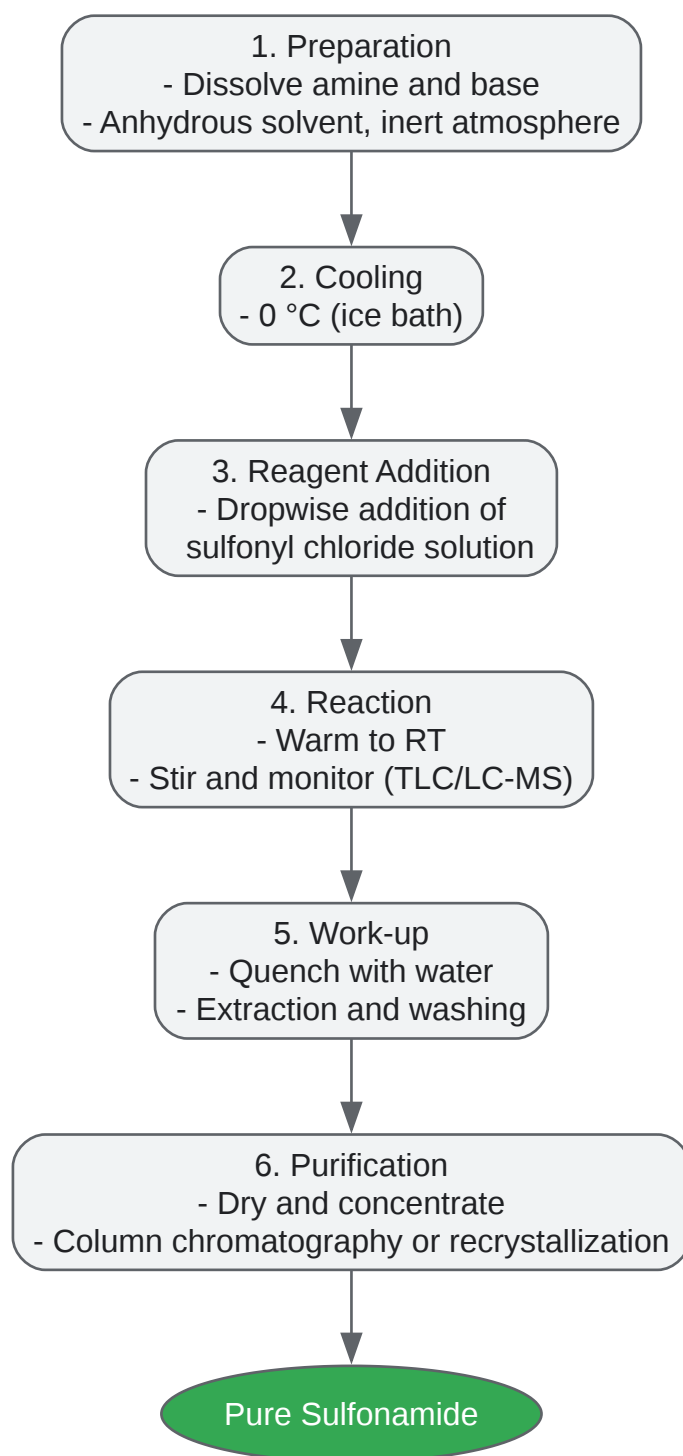 1. Preparation
- Dissolve amine and base
- Anhydrous solvent, inert atmosphere
2. Cooling
- 0 °C (ice bath)
3. Reagent Addition
- Dropwise addition of
sulfonyl chloride solution
4. Reaction
- Warm to RT
- Stir and monitor (TLC/LC-MS)
5. Work-up
- Quench with water
- Extraction and washing
6. Purification
- Dry and concentrate
- Column chromatography or recrystallization
Pure Sulfonamide